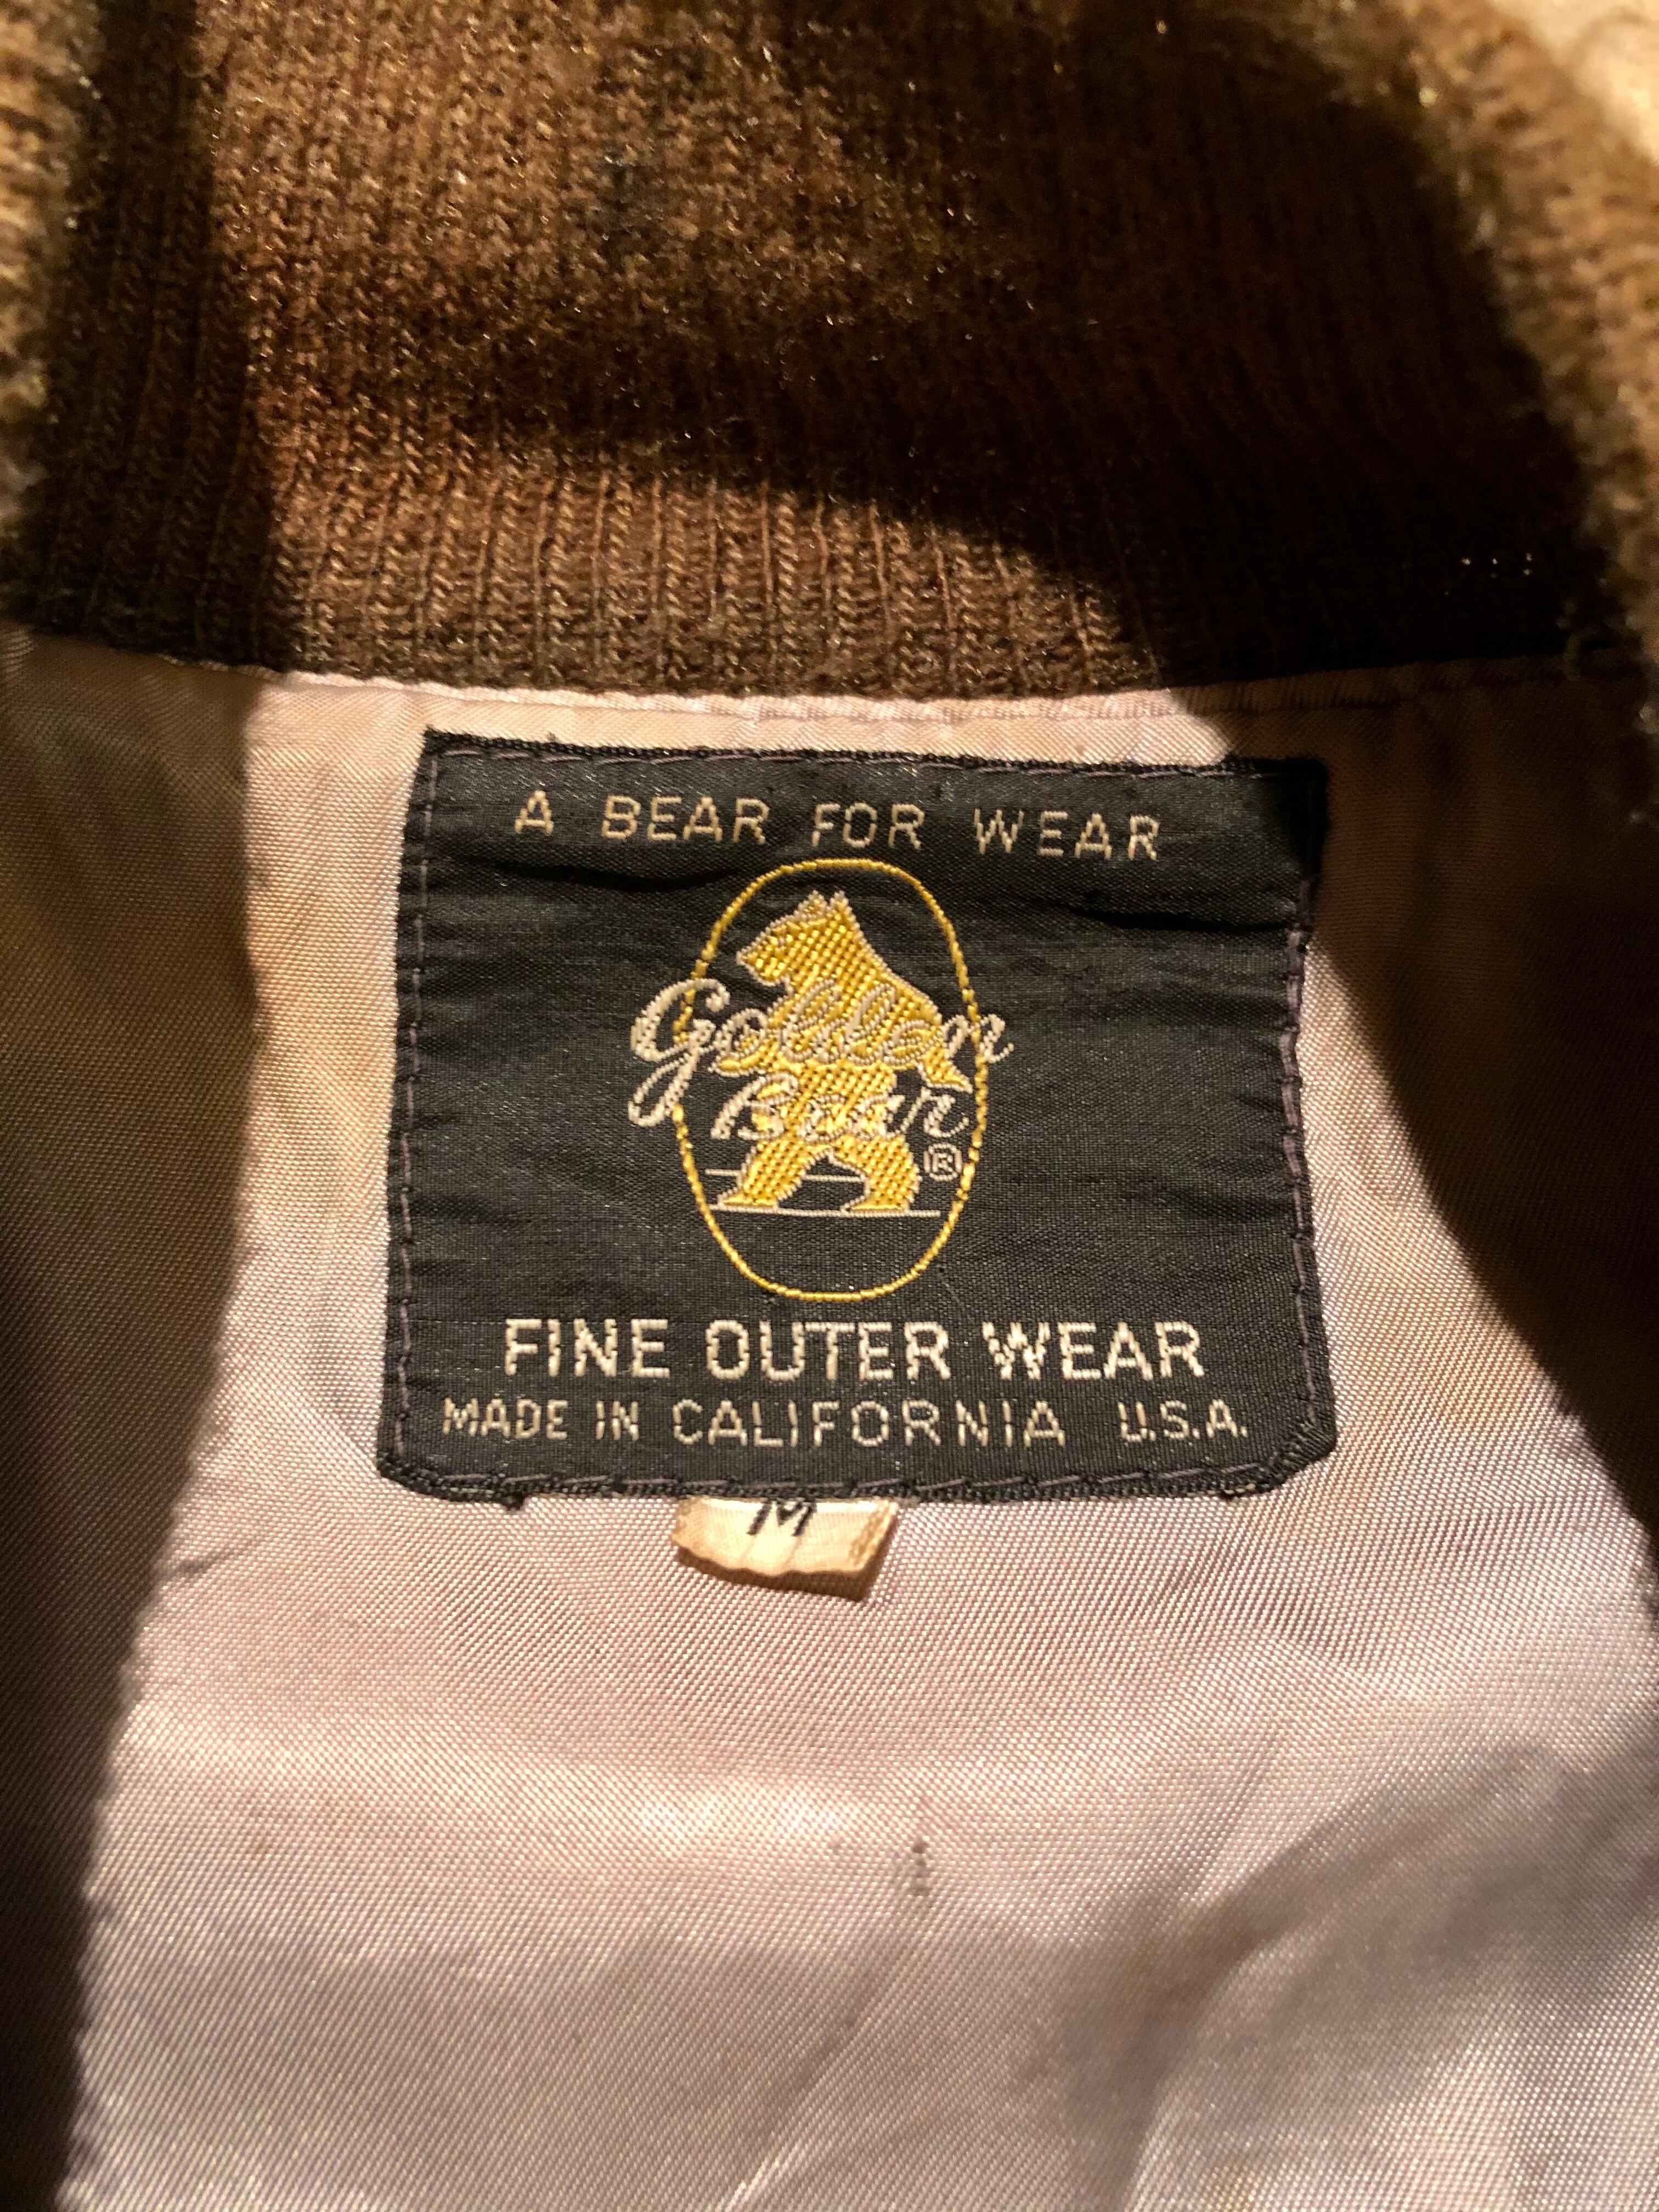 A BEAR FOR WEAR
Golden
Bear
®
FINE OUTER WEAR
MADE IN CALIFORNIA U.S.A.
M